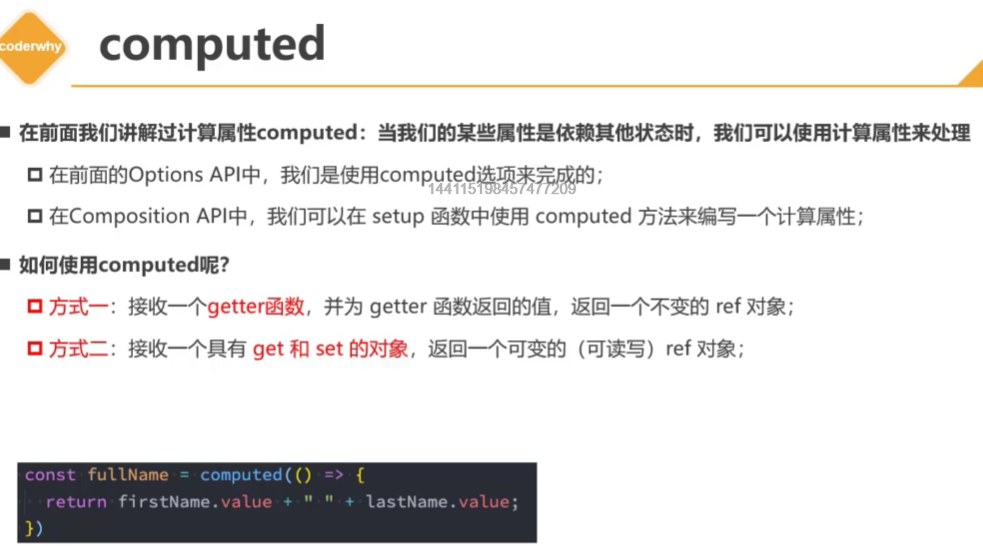 coderwhy
computed
在前面我们讲解过计算属性computed：当我们的某些属性是依赖其他状态时，我们可以使用计算属性来处理
在前面的Options API中，我们是使用computed选项来完成的；
144115198457477209
在Composition API中，我们可以在 setup 函数中使用 computed 方法来编写一个计算属性；
如何使用computed呢？
方式一：接收一个getter函数，并为 getter 函数返回的值，返回一个不变的 ref 对象；
方式二：接收一个具有 get 和 set 的对象，返回一个可变的（可读写）ref 对象；
const fullName = computed(() => {
return firstName.value + " " + lastName.value;
})